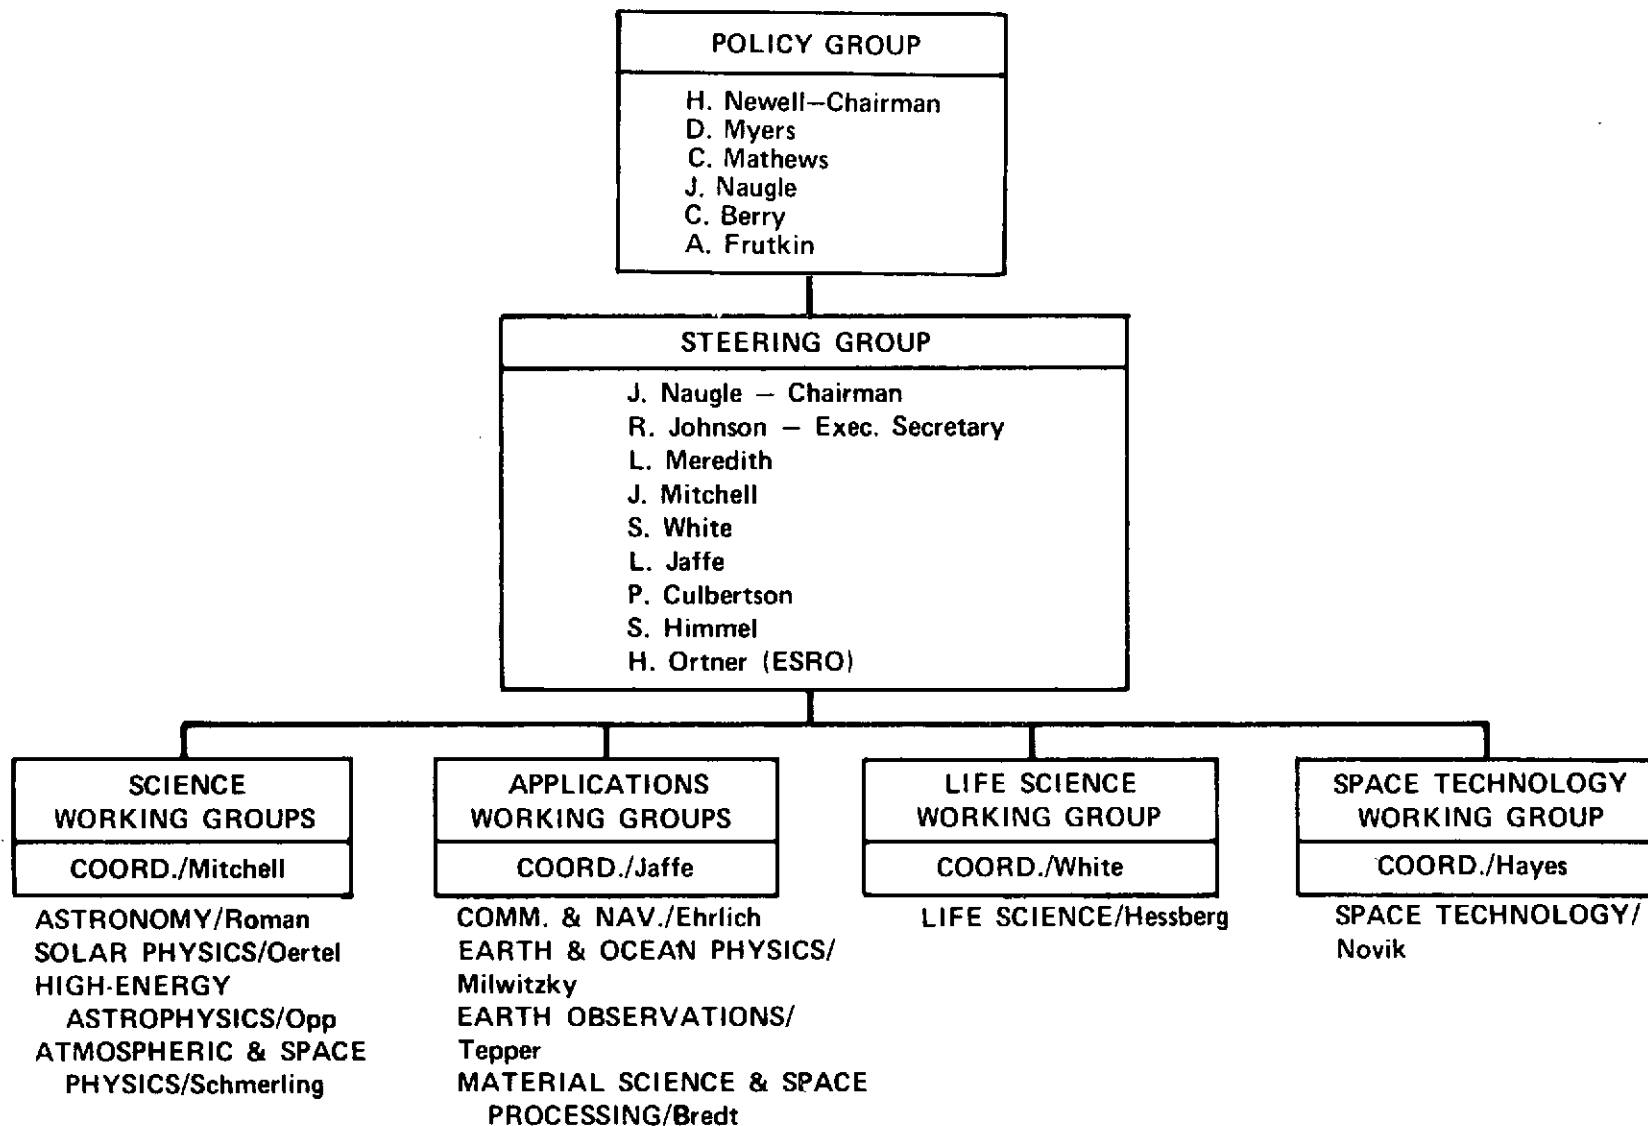 POLICY GROUP
H. Newell—Chairman
D. Myers
C. Mathews
J. Naugle
C. Berry
A. Frutkin
STEERING GROUP
J. Naugle — Chairman
R. Johnson — Exec. Secretary
L. Meredith
J. Mitchell
S. White
L. Jaffe
P. Culbertson
S. Himmel
H. Ortner (ESRO)
SCIENCE
WORKING GROUPS
COORD./Mitchell
ASTRONOMY/Roman
SOLAR PHYSICS/Oertel
HIGH-ENERGY
ASTROPHYSICS/Opp
ATMOSPHERIC & SPACE
PHYSICS/Schmerling
APPLICATIONS
WORKING GROUPS
COORD./Jaffe
COMM. & NAV./Ehrlich
EARTH & OCEAN PHYSICS/
Milwitzky
EARTH OBSERVATIONS/
Tepper
MATERIAL SCIENCE & SPACE
PROCESSING/Bredt
LIFE SCIENCE
WORKING GROUP
COORD./White
LIFE SCIENCE/Hessberg
SPACE TECHNOLOGY
WORKING GROUP
COORD./Hayes
SPACE TECHNOLOGY/
Novik